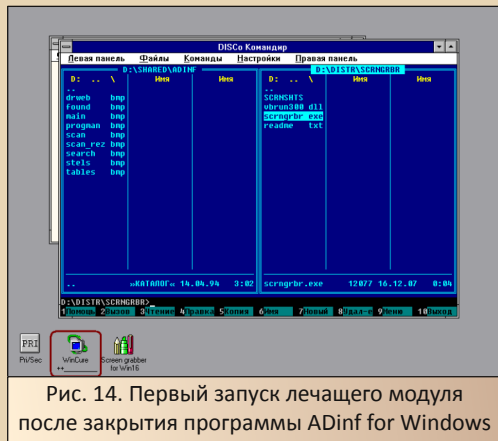 DISCo Командир
Левая панель Файлы Команды Настройки Правая панель
D:\SHARED\ADINF D:\DISTR\SCRNGRBR
D: .. \ Имя Имя D: .. \ Имя Имя
.. ..
drweb bmp SCRNSHTS
found bmp vbrun300 dll
main bmp scrngrbr exe
progman bmp readme txt
scan bmp
scan_rez bmp
search bmp
stels bmp
tables bmp
.. »КАТАЛОГ« 14.04.94 3:02 scrngrbr.exe 12077 16.12.07 0:04
D:\DISTR\SCRNGRBR>
1Помощь 2Вызов 3Чтение 4Правка 5Копия 6Имя 7Новый 8Удал-е 9Меню 10Выход
PRI
Pri/Sec WinCure Screen grabber
++ for Win16
Рис. 14. Первый запуск лечащего модуля
после закрытия программы ADinf for Windows